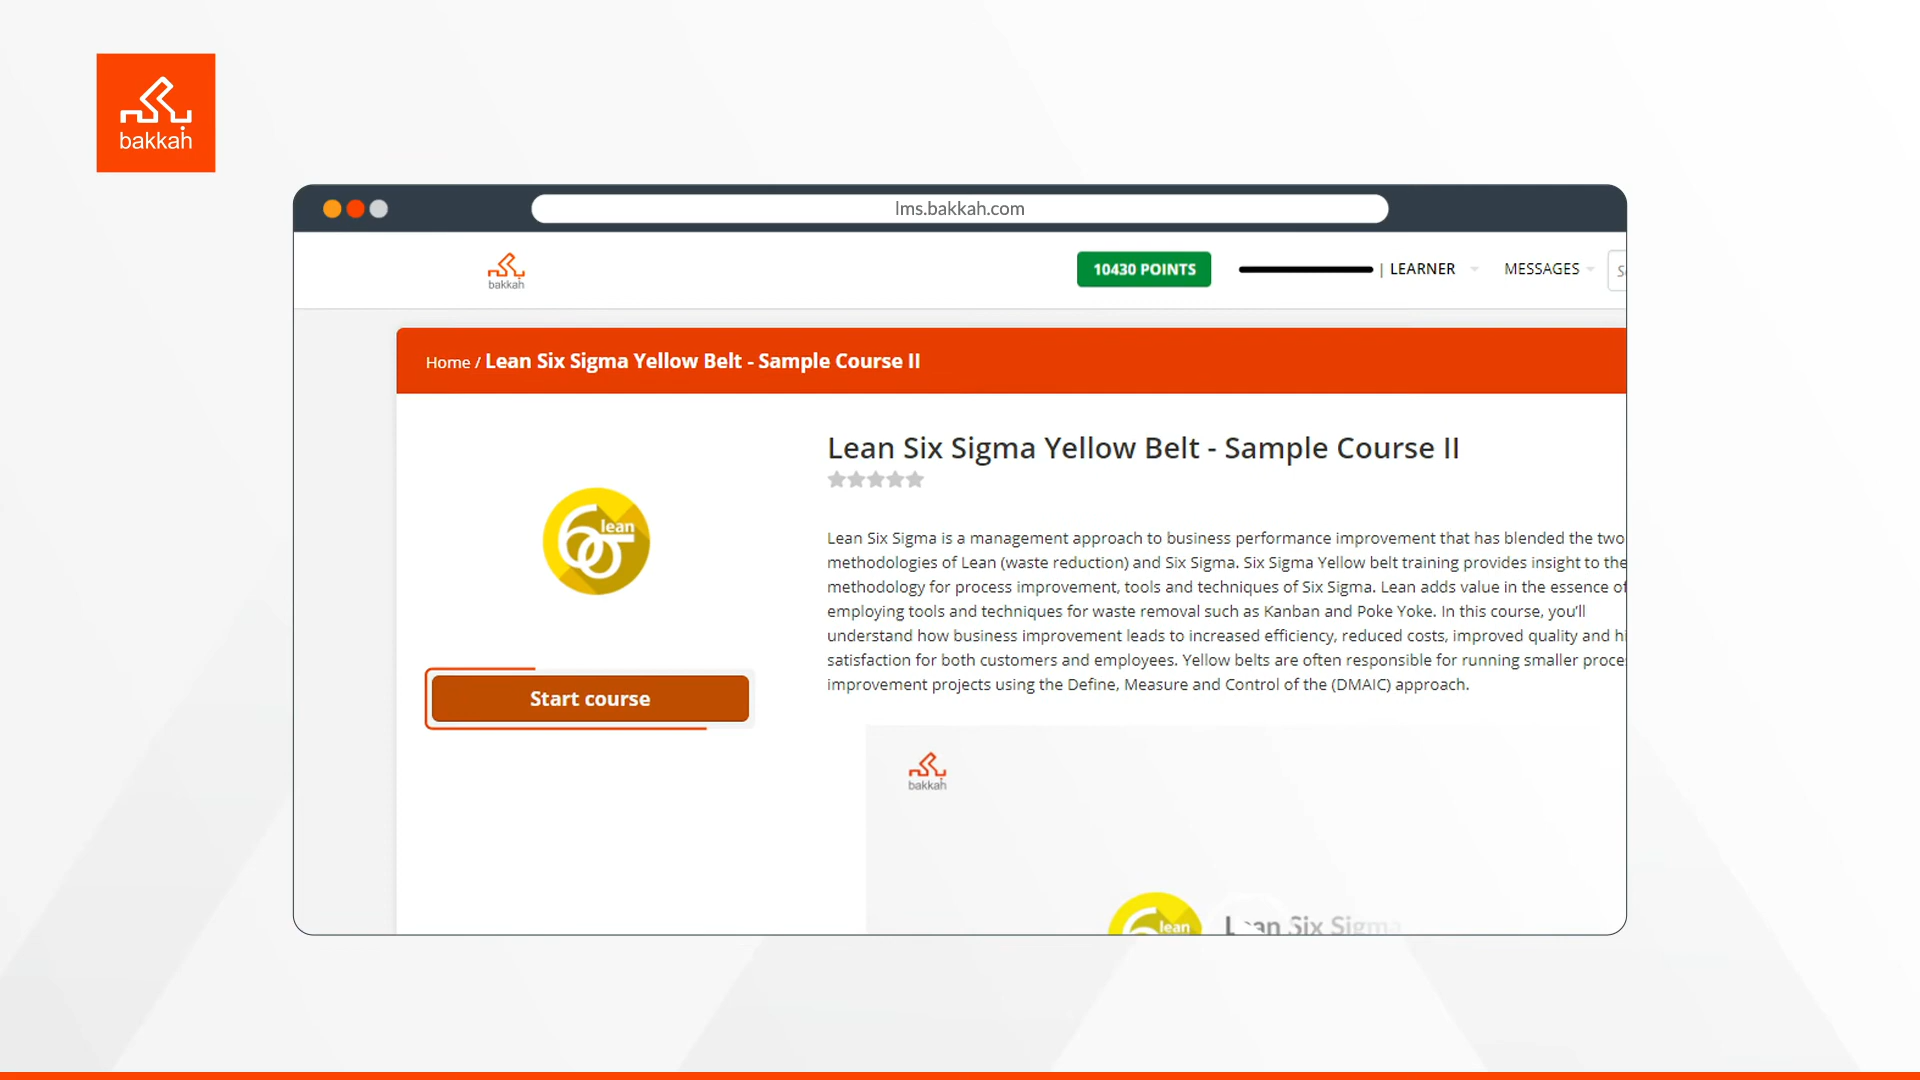 bakkah
lms.bakkah.com
bakkah
10430 POINTS
| LEARNER
MESSAGES
Home / Lean Six Sigma Yellow Belt - Sample Course II
Lean Six Sigma Yellow Belt - Sample Course II
lean
Lean Six Sigma is a management approach to business performance improvement that has blended the two
methodologies of Lean (waste reduction) and Six Sigma. Six Sigma Yellow belt training provides insight to the
methodology for process improvement, tools and techniques of Six Sigma. Lean adds value in the essence of
employing tools and techniques for waste removal such as Kanban and Poke Yoke. In this course, you'll
understand how business improvement leads to increased efficiency, reduced costs, improved quality and
satisfaction for both customers and employees. Yellow belts are often responsible for running smaller
improvement projects using the Define, Measure and Control of the (DMAIC) approach.
Start course
bakkah
lean
Lean Six Sigma